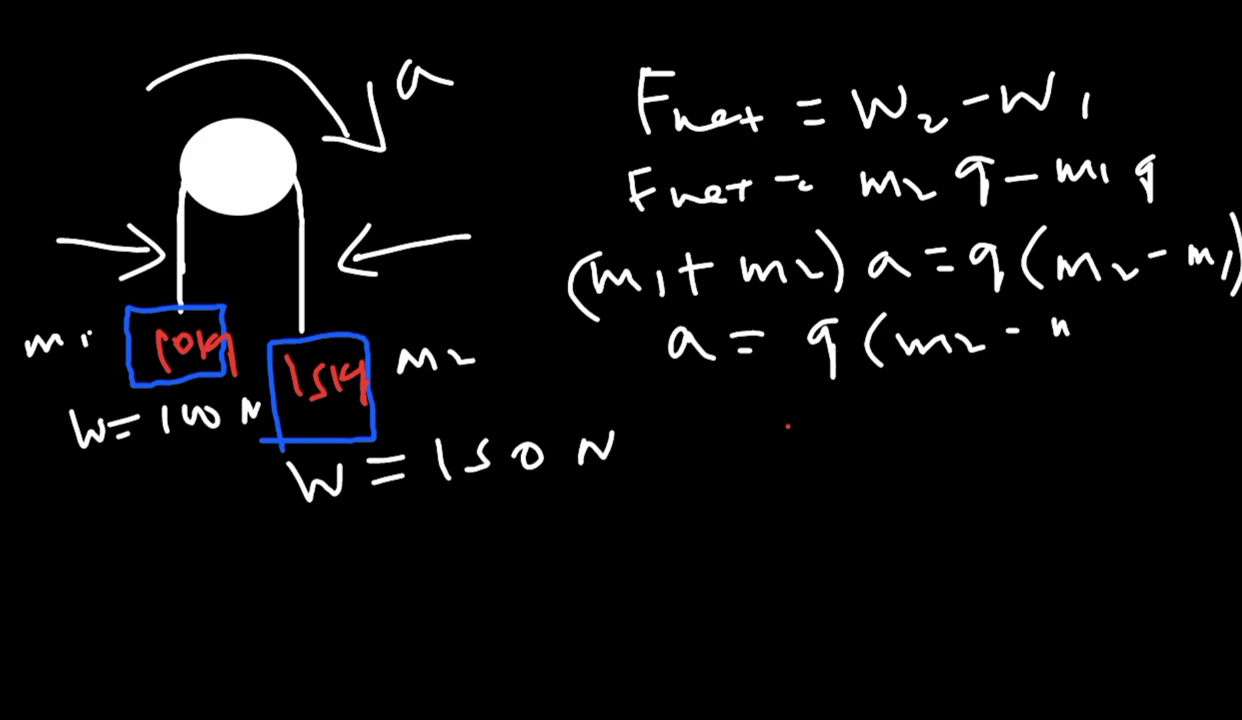 a
m1
10kg
W = 100 N
15kg
m2
W = 150 N
Fnet = W2 - W1
Fnet = m2 g - m1 g
(m1 + m2) a = g (m2 - m1)
a = g (m2 -